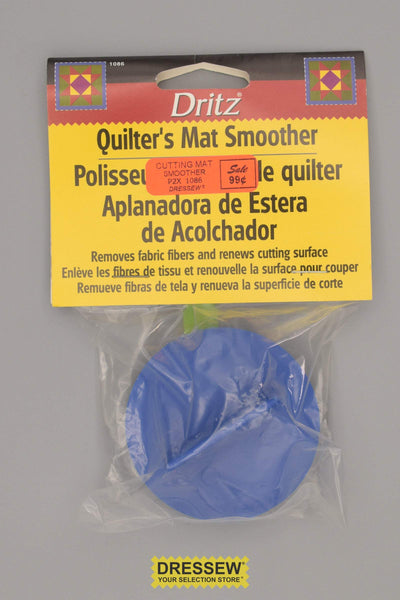 1086
Dritz®
Quilter's Mat Smoother
Polisseu le quilter
CUTTING MAT
SMOOTHER
P2X 1086
DRESSEW
Sale
99¢
Aplanadora de Estera
de Acolchador
Removes fabric fibers and renews cutting surface
Enlève les fibres de tissu et renouvelle la surface pour couper
Remueve fibras de tela y renueva la superficie de corte
DRESSEW
YOUR SELECTION STORE